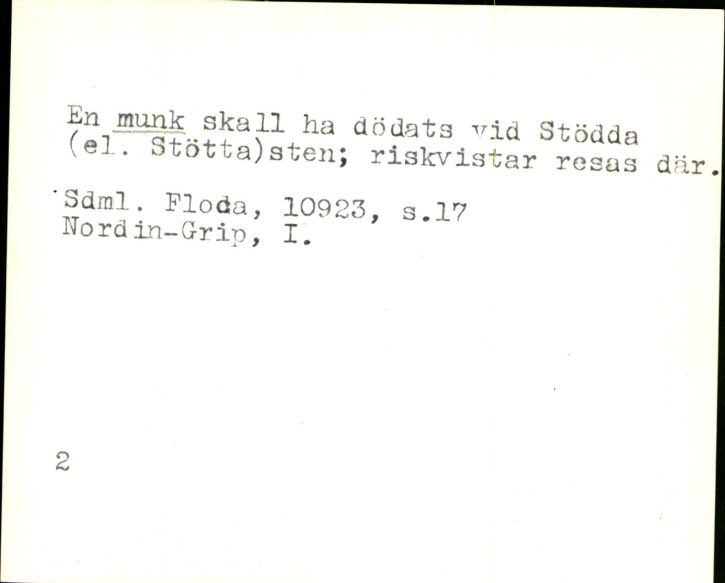 En munk skall ha dödats vid Stödda
(el. Stötta)sten; riskvistar resas där.
Sdml. Floda, 10923, s.17
Nordin-Grip, I.
2